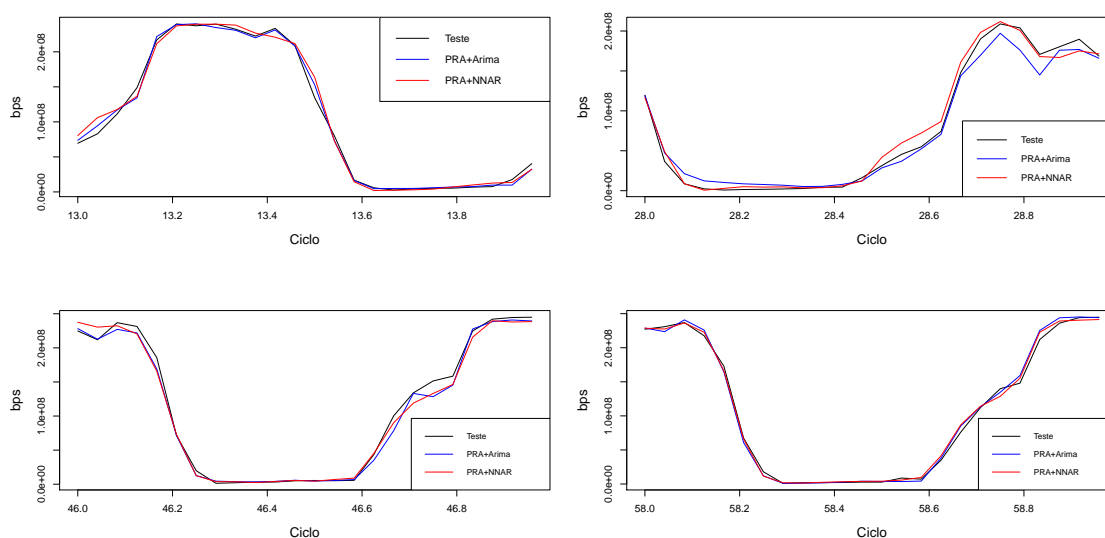 bps
2.0e+08
1.0e+08
0.0e+00
Teste
PRA+Arima
PRA+NNAR
13.0 13.2 13.4 13.6 13.8
Ciclo
bps
2.0e+08
1.0e+08
0.0e+00
Teste
PRA+Arima
PRA+NNAR
28.0 28.2 28.4 28.6 28.8
Ciclo
bps
2.0e+08
1.0e+08
0.0e+00
Teste
PRA+Arima
PRA+NNAR
46.0 46.2 46.4 46.6 46.8
Ciclo
bps
2.0e+08
1.0e+08
0.0e+00
Teste
PRA+Arima
PRA+NNAR
58.0 58.2 58.4 58.6 58.8
Ciclo